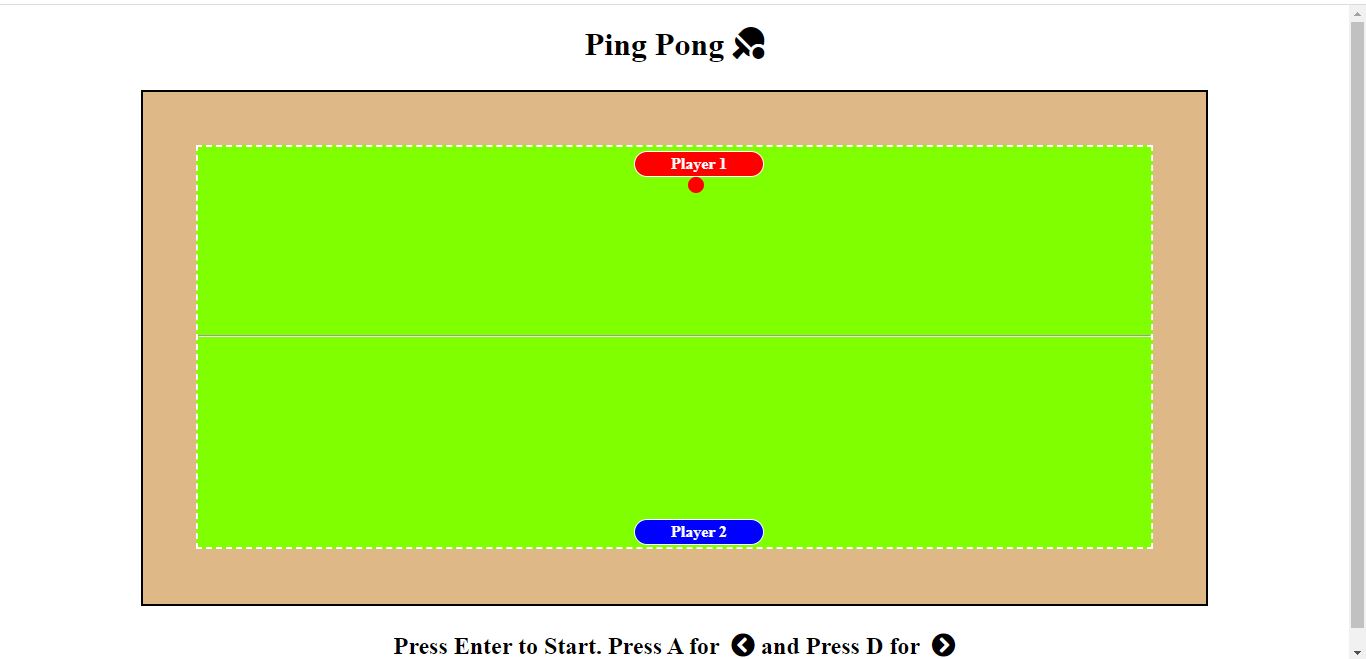 Ping Pong
Player 1
Player 2
Press Enter to Start. Press A for and Press D for